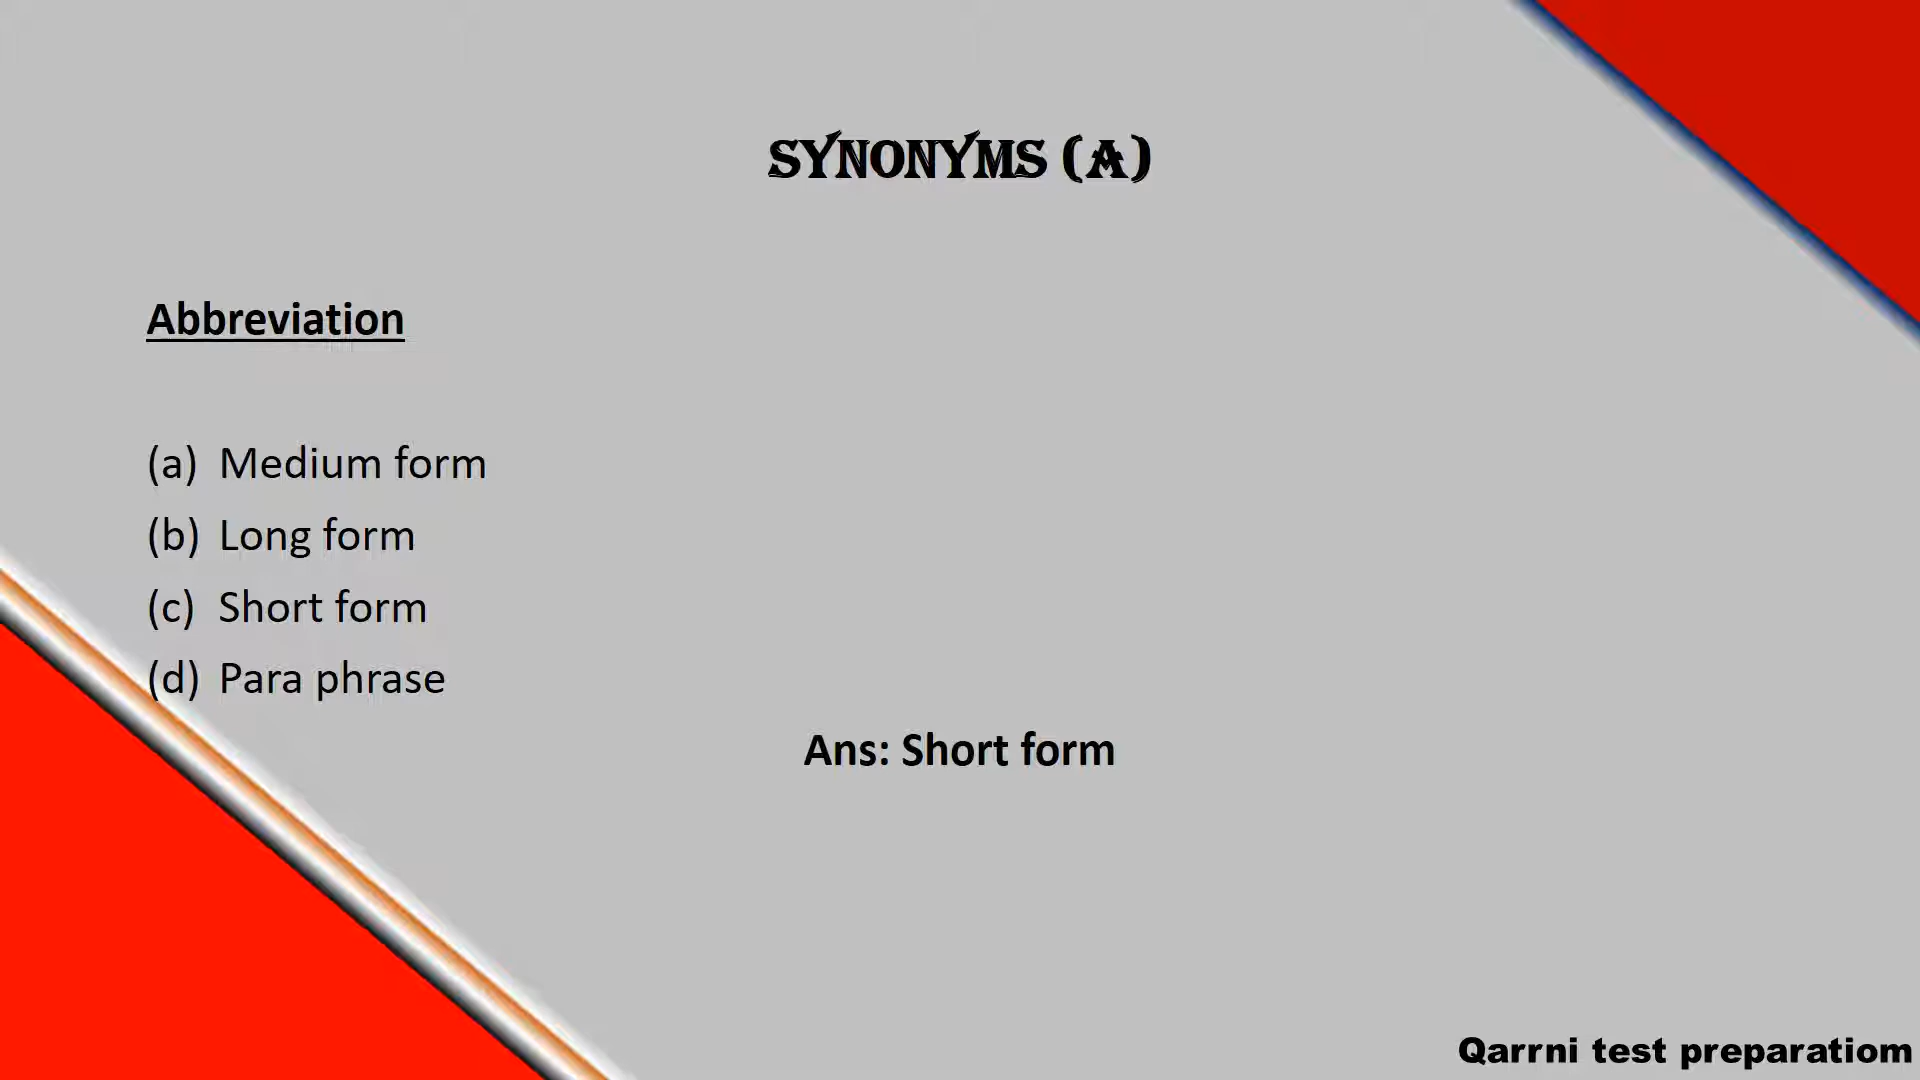 SYNONYMS (A)
Abbreviation
(a) Medium form
(b) Long form
(c) Short form
(d) Para phrase
Ans: Short form
Qarrni test preparatiom